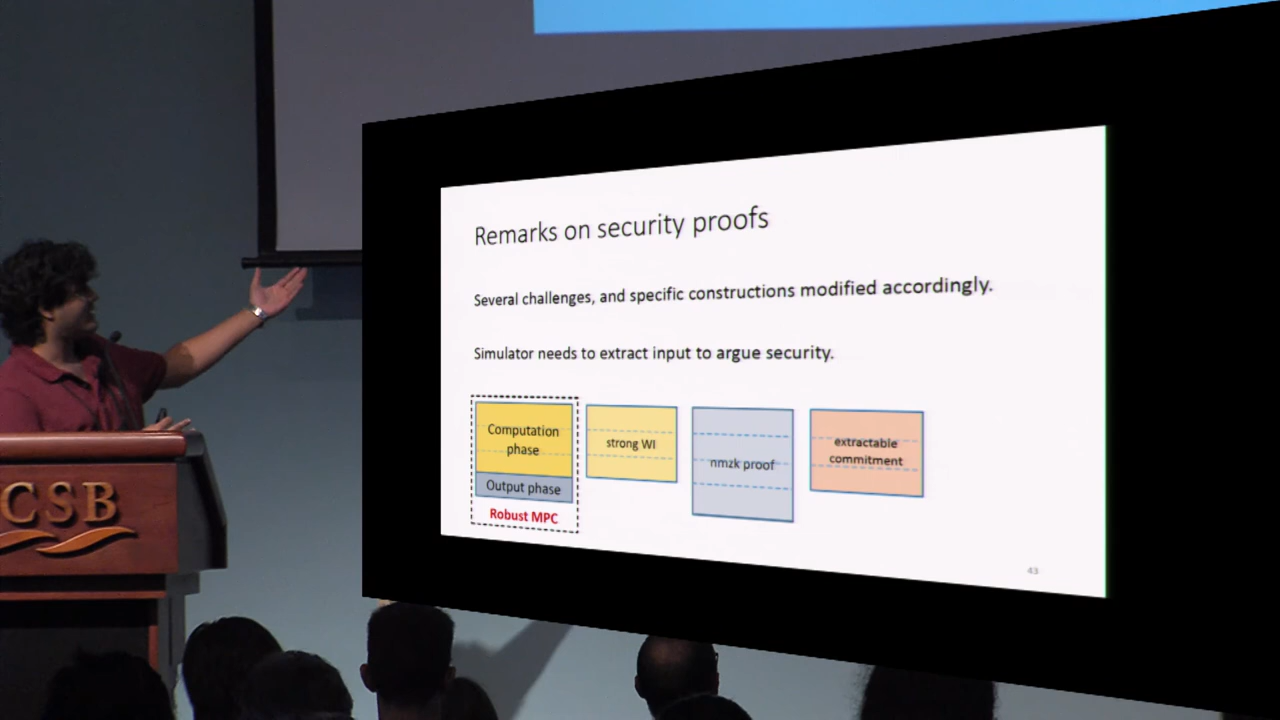 Remarks on security proofs
Several challenges, and specific constructions modified accordingly.
Simulator needs to extract input to argue security.
Computation
phase
Output phase
Robust MPC
strong WI
nmzk proof
extractable
commitment
43
CSB